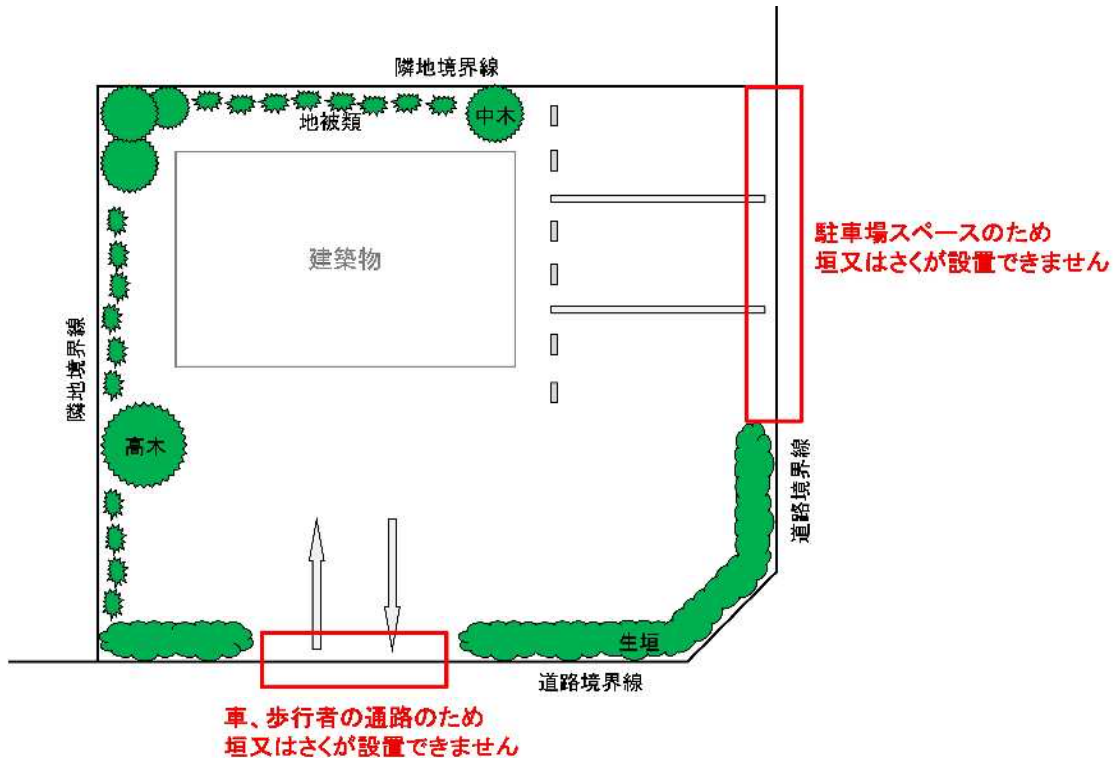 隣地境界線
地被類
中木
建築物
駐車場スペースのため
垣又はさくが設置できません
隣地境界線
高木
道路境界線
生垣
道路境界線
車、歩行者の通路のため
垣又はさくが設置できません